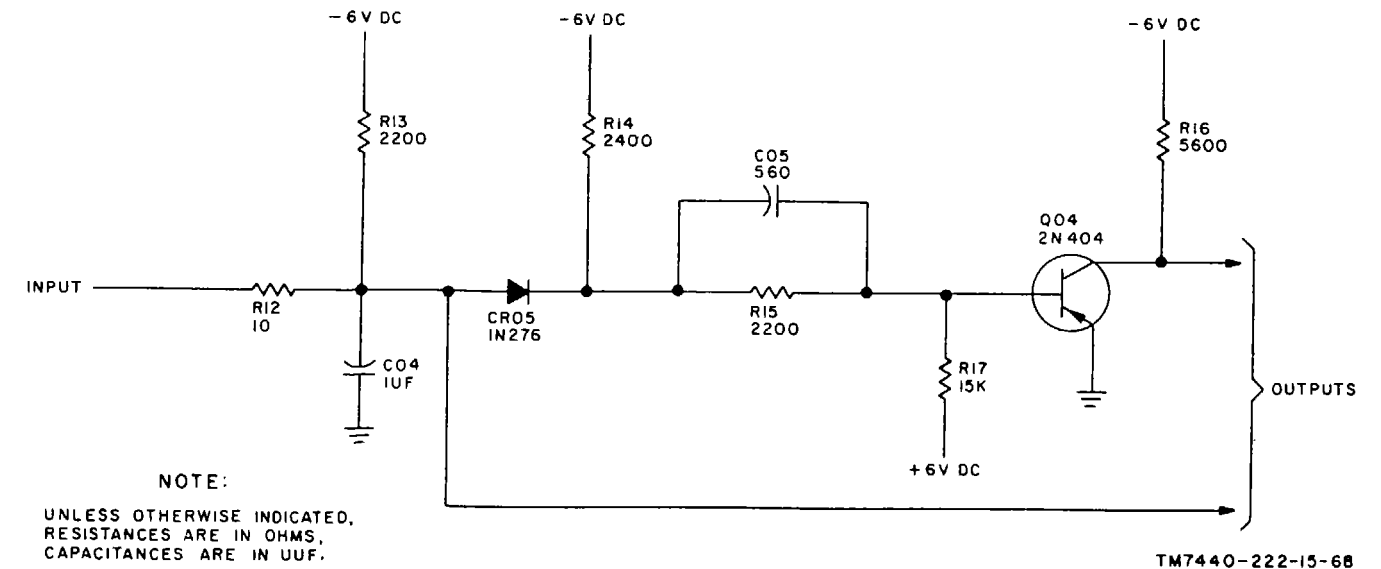 -6V DC
-6V DC
-6V DC
R13
2200
R14
2400
R16
5600
C05
560
Q04
2N404
INPUT
R12
10
CR05
1N276
R15
2200
C04
1UF
R17
15K
OUTPUTS
+6V DC
NOTE:
UNLESS OTHERWISE INDICATED,
RESISTANCES ARE IN OHMS,
CAPACITANCES ARE IN UUF.
TM7440-222-15-68